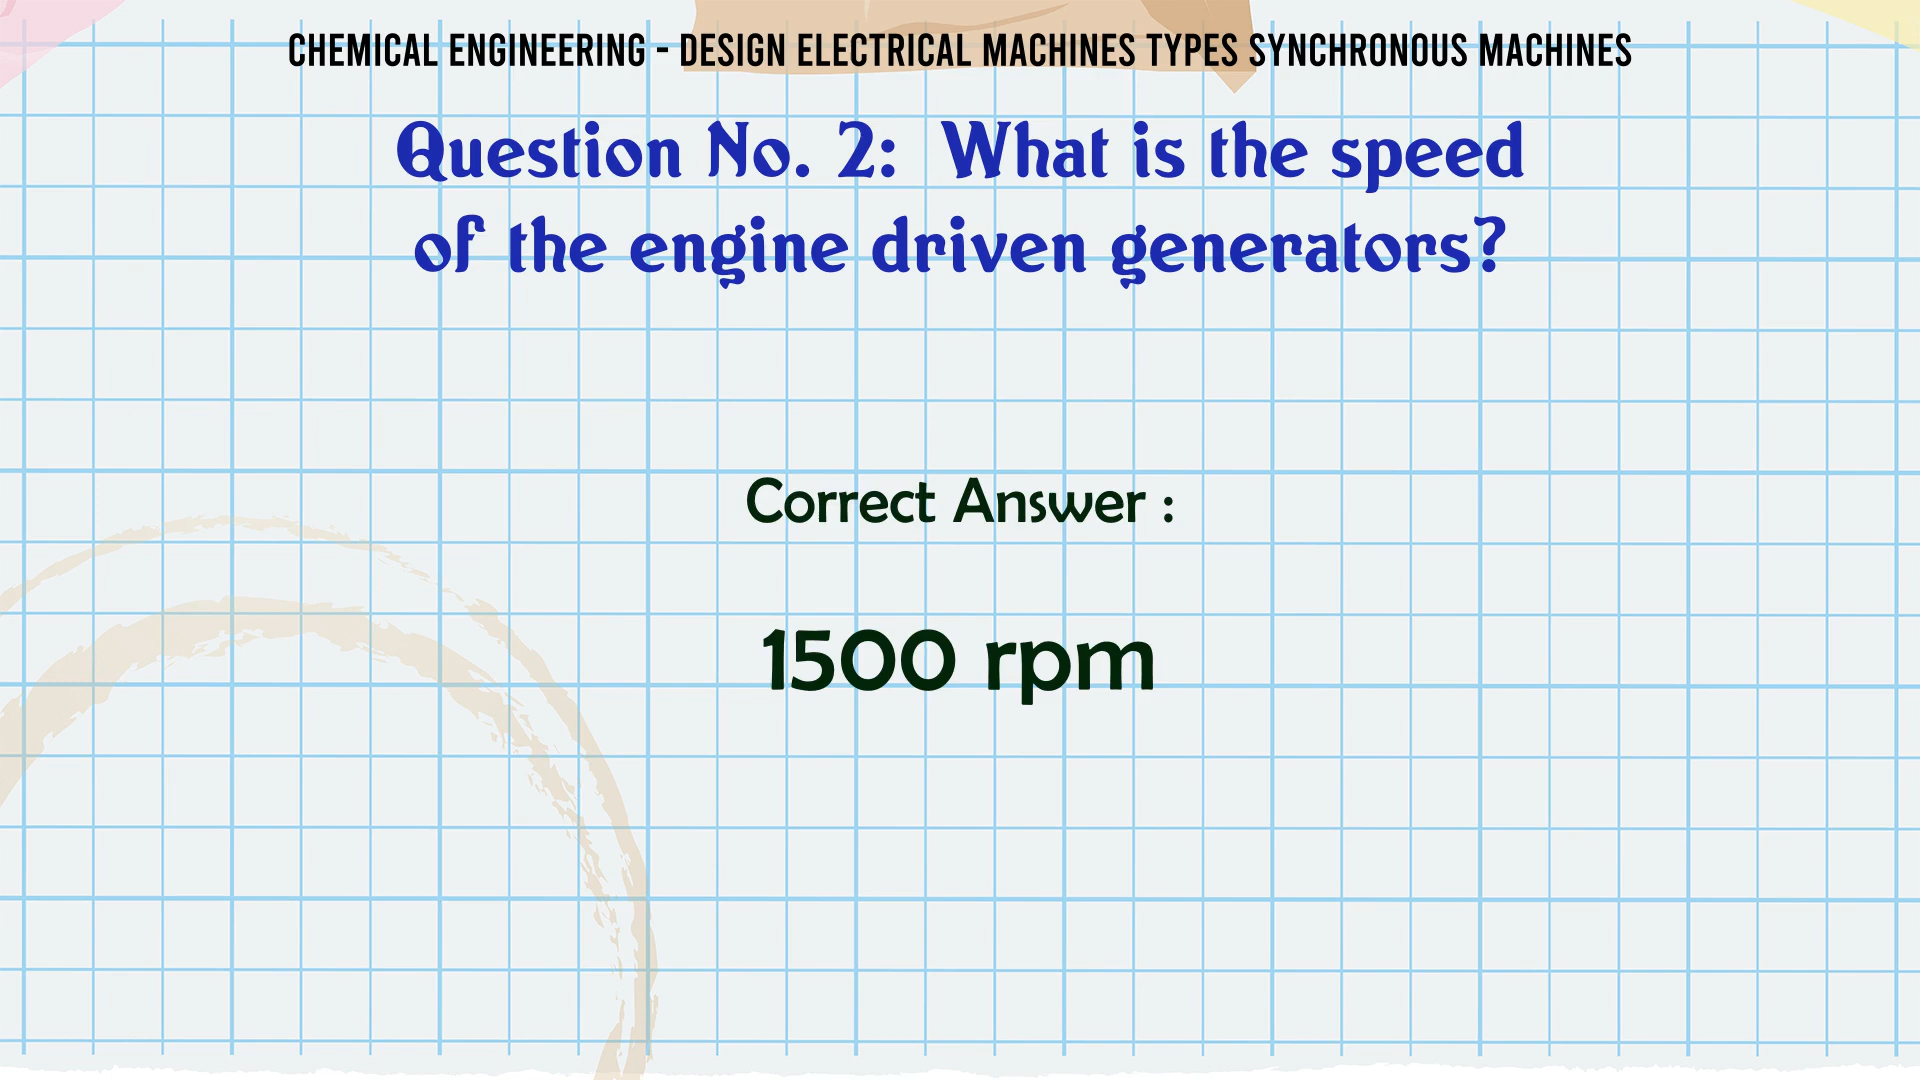 CHEMICAL ENGINEERING - DESIGN ELECTRICAL MACHINES TYPES SYNCHRONOUS MACHINES
Question No. 2: What is the speed
of the engine driven generators?
Correct Answer :
1500 rpm